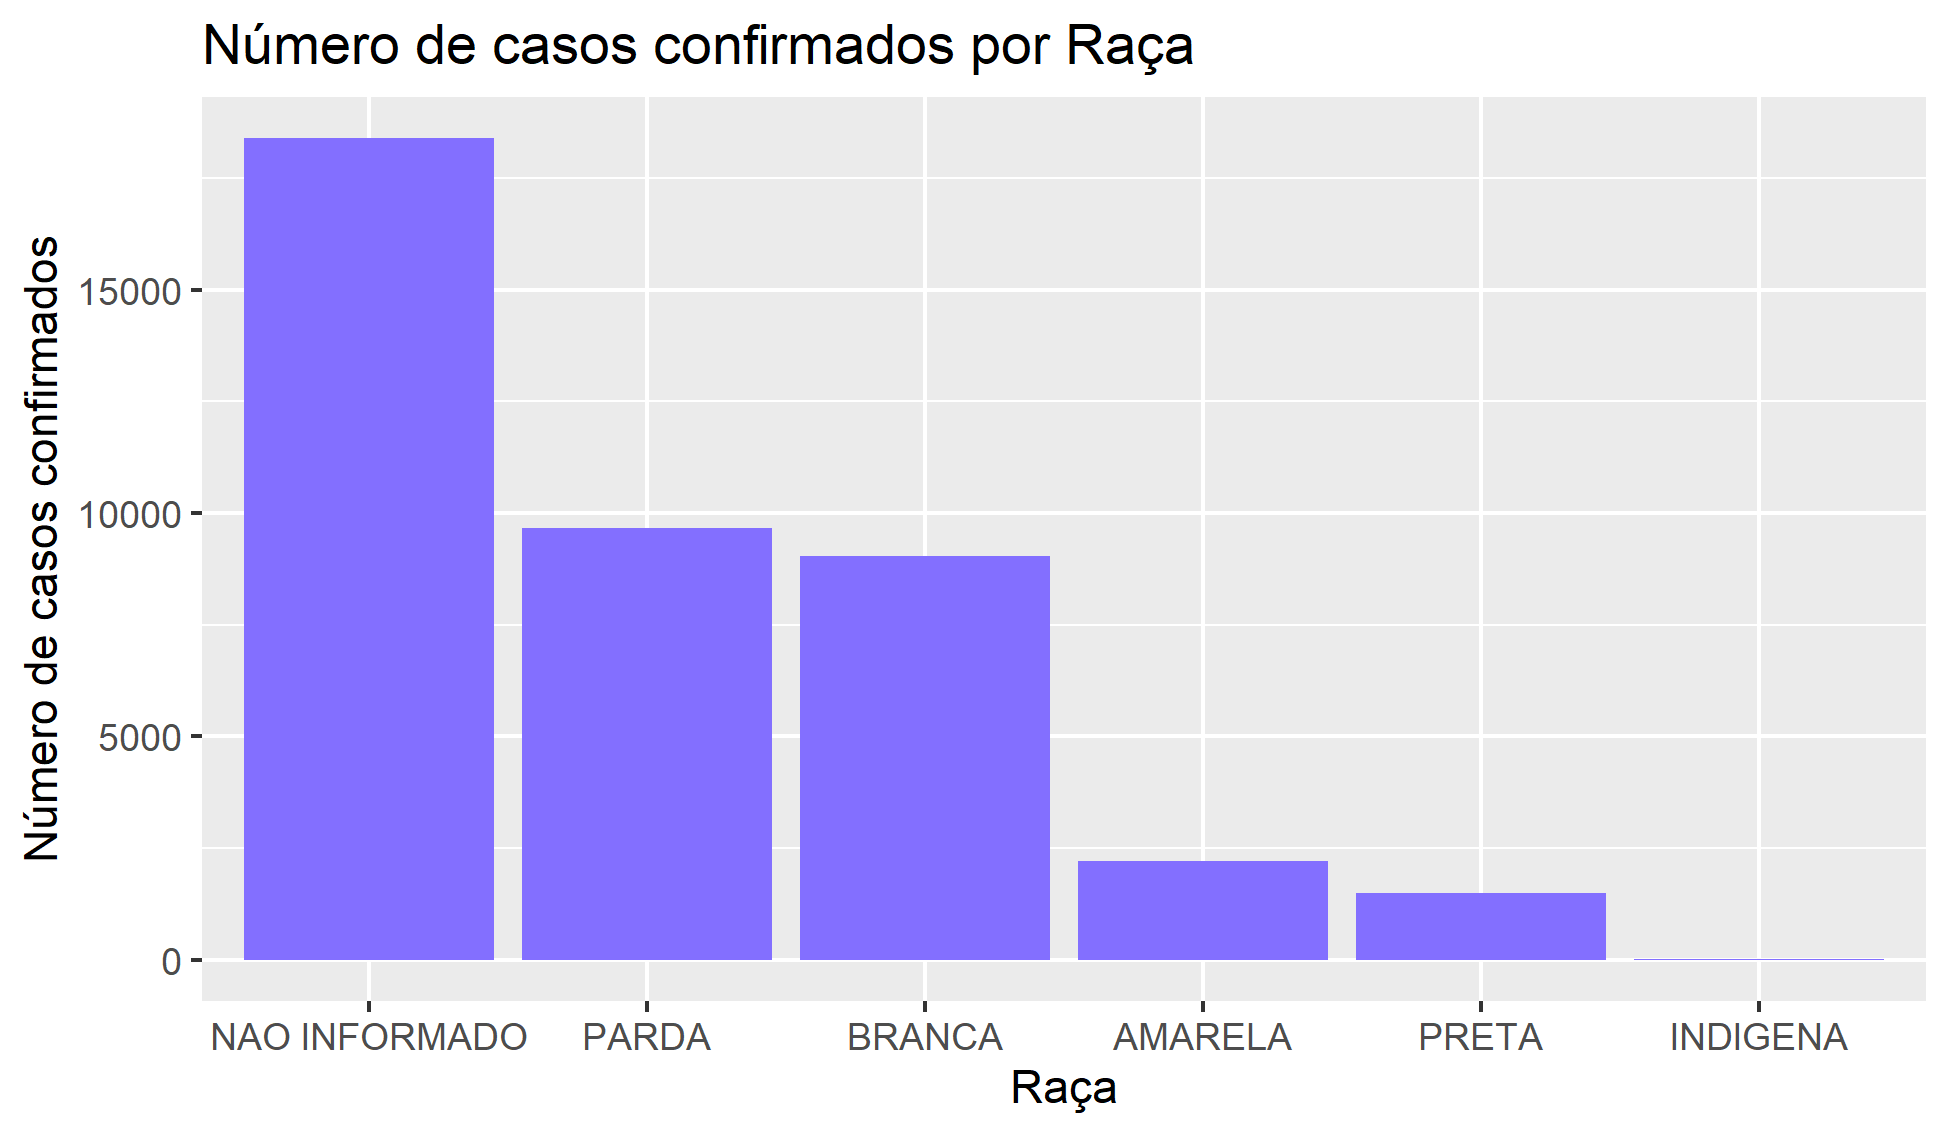 Número de casos confirmados por Raça
Número de casos confirmados
15000
10000
5000
0
NAO INFORMADO
PARDA
BRANCA
AMARELA
PRETA
INDIGENA
Raça